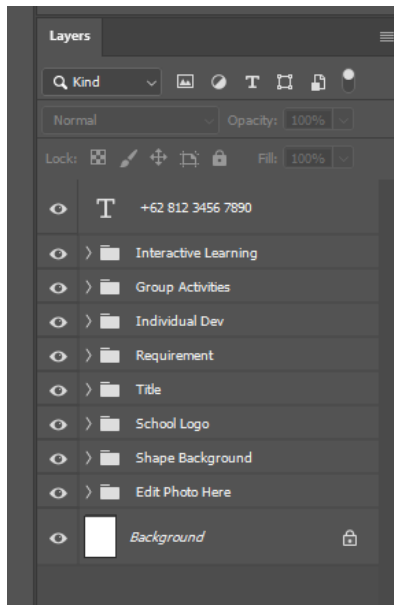 Layers
Kind
Normal Opacity: 100%
Lock: Fill: 100%
T +62 812 3456 7890
Interactive Learning
Group Activities
Individual Dev
Requirement
Title
School Logo
Shape Background
Edit Photo Here
Background